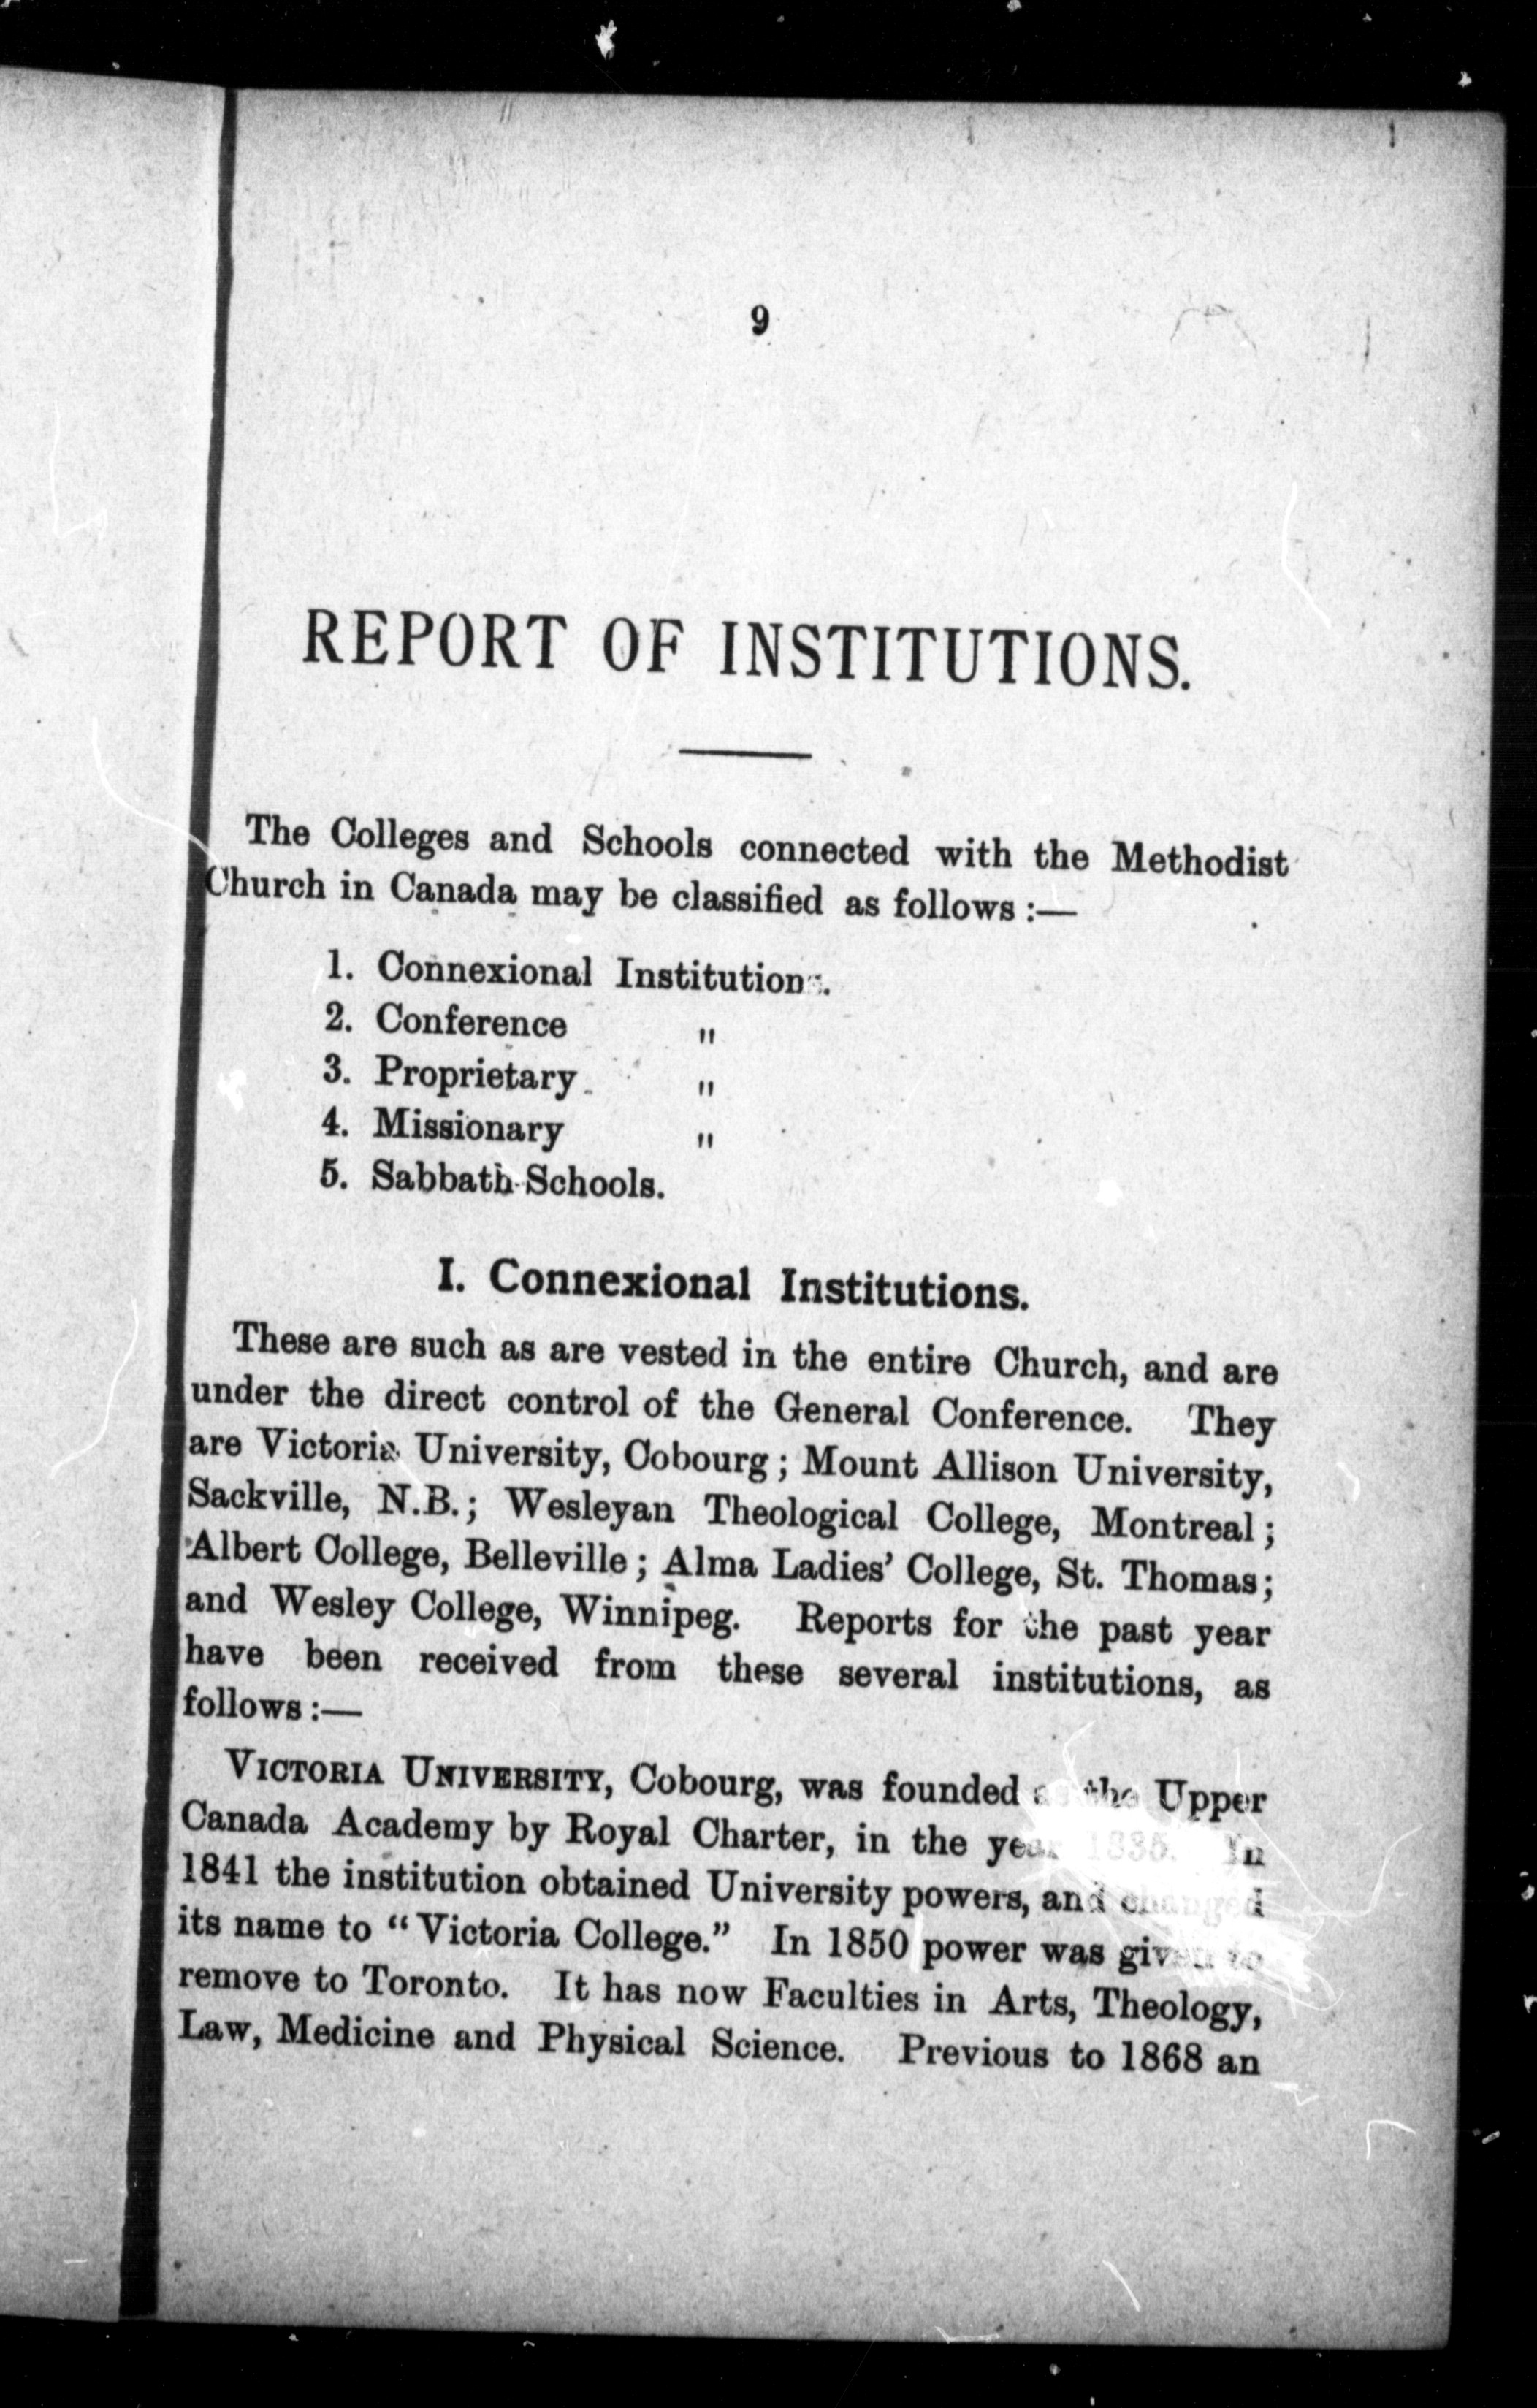 9
REPORT OF INSTITUTIONS.
The Colleges and Schools connected with the Methodist
Church in Canada may be classified as follows :—
1. Connexional Institutions.
2. Conference "
3. Proprietary "
4. Missionary "
5. Sabbath Schools.
I. Connexional Institutions.
These are such as are vested in the entire Church, and are
under the direct control of the General Conference. They
are Victoria University, Cobourg ; Mount Allison University,
Sackville, N.B. ; Wesleyan Theological College, Montreal ;
Albert College, Belleville ; Alma Ladies' College, St. Thomas ;
and Wesley College, Winnipeg. Reports for the past year
have been received from these several institutions, as
follows :—
VICTORIA UNIVERSITY, Cobourg, was founded the Upper
Canada Academy by Royal Charter, in the year In
1841 the institution obtained University powers, and changed
its name to " Victoria College." In 1850 power was given to
remove to Toronto. It has now Faculties in Arts, Theology,
Law, Medicine and Physical Science. Previous to 1868 an